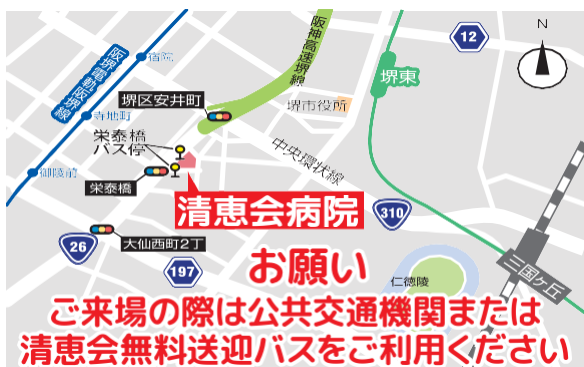 N
12
阪神高速堺線
宿院
阪堺電軌阪堺線
堺東
堺区安井町
堺市役所
寺地町
栄泰橋
バス停
中央環状線
御陵前
栄泰橋
清恵会病院
310
大仙西町2丁
26
197
仁徳陵
三国ヶ丘
お願い
ご来場の際は公共交通機関または
清恵会無料送迎バスをご利用ください